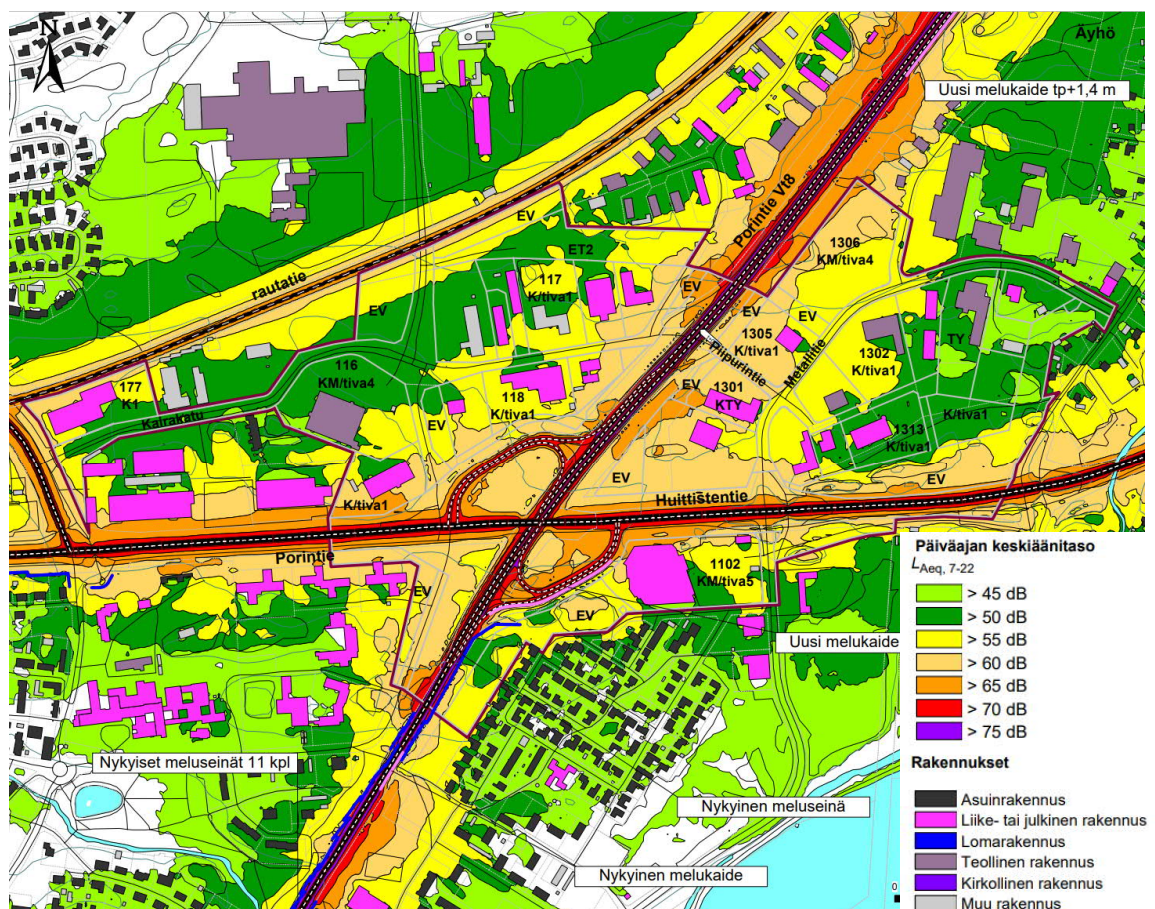 N
Äyhö
Uusi melukaide tp+1,4 m
Porintie Vt8
EV
ET2
1306
KM/tiva4
rautatie
117
K/tiva1
EV
EV
EV
1305
K/tiva1
EV
Piipurintie
Metallitie
1302
K/tiva1
TY
116
KM/tiva4
177
K1
Kairakatu
118
K/tiva1
EV
EV
1301
KTY
K/tiva1
1313
K/tiva1
K/tiva1
EV
EV
Huittistentie
Porintie
EV
1102
KM/tiva5
EV
Uusi melukaide
Nykyiset meluseinät 11 kpl
Nykyinen meluseinä
Nykyinen melukaide
Päiväajan keskiäänitaso
LAeq, 7-22
> 45 dB
> 50 dB
> 55 dB
> 60 dB
> 65 dB
> 70 dB
> 75 dB
Rakennukset
Asuinrakennus
Liike- tai julkinen rakennus
Lomarakennus
Teollinen rakennus
Kirkollinen rakennus
Muu rakennus
0